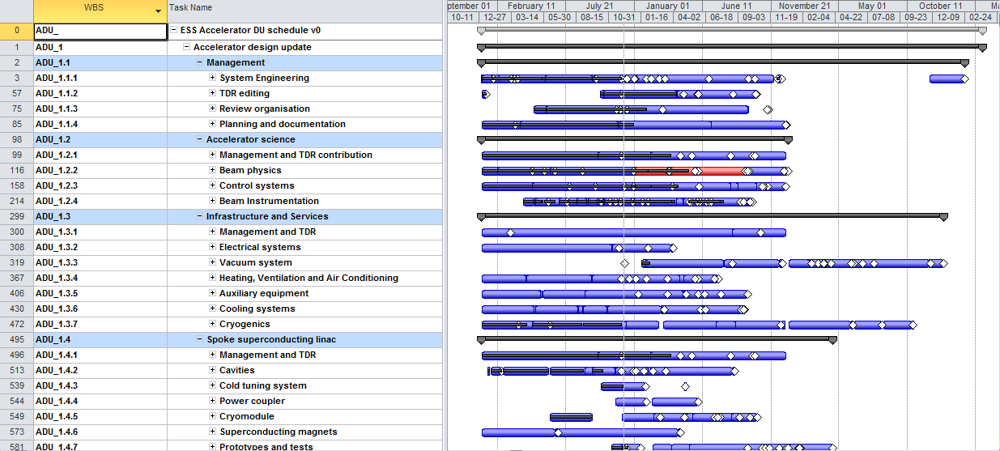 WBS Task Name ptember 01 February 11 July 21 January 01 June 11 November 21 May 01 October 11 Ma
10-11 12-27 03-14 05-30 08-15 10-31 01-16 04-02 06-18 09-03 11-19 02-04 04-22 07-08 09-23 12-09 02-24
0 ADU_ ESS Accelerator DU schedule v0
1 ADU_1 Accelerator design update
2 ADU_1.1 Management
3 ADU_1.1.1 System Engineering
57 ADU_1.1.2 TDR editing
75 ADU_1.1.3 Review organisation
85 ADU_1.1.4 Planning and documentation
98 ADU_1.2 Accelerator science
99 ADU_1.2.1 Management and TDR contribution
116 ADU_1.2.2 Beam physics
158 ADU_1.2.3 Control systems
214 ADU_1.2.4 Beam Instrumentation
299 ADU_1.3 Infrastructure and Services
300 ADU_1.3.1 Management and TDR
308 ADU_1.3.2 Electrical systems
319 ADU_1.3.3 Vacuum system
367 ADU_1.3.4 Heating, Ventilation and Air Conditioning
406 ADU_1.3.5 Auxiliary equipment
430 ADU_1.3.6 Cooling systems
472 ADU_1.3.7 Cryogenics
495 ADU_1.4 Spoke superconducting linac
496 ADU_1.4.1 Management and TDR
513 ADU_1.4.2 Cavities
539 ADU_1.4.3 Cold tuning system
544 ADU_1.4.4 Power coupler
549 ADU_1.4.5 Cryomodule
573 ADU_1.4.6 Superconducting magnets
581 ADU_1.4.7 Prototypes and tests